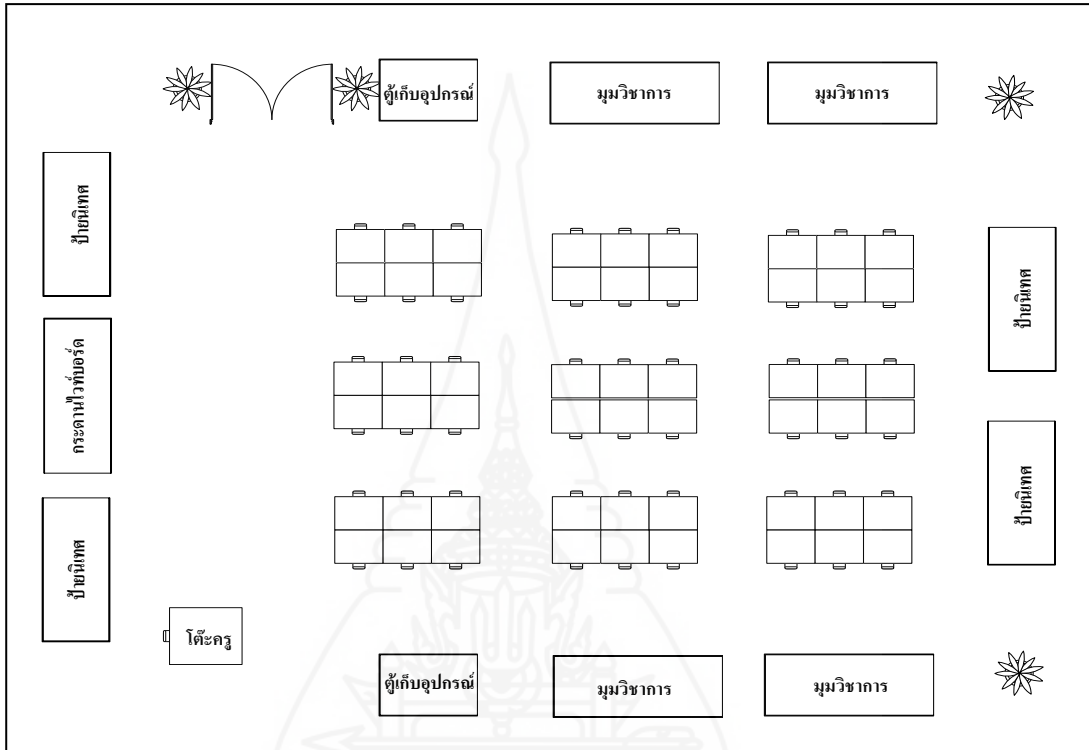 ตู้เก็บอุปกรณ์
มุมวิชาการ
มุมวิชาการ
ป้ายนิเทศ
กระดานไวท์บอร์ด
ป้ายนิเทศ
ป้ายนิเทศ
ป้ายนิเทศ
โต๊ะครู
ตู้เก็บอุปกรณ์
มุมวิชาการ
มุมวิชาการ